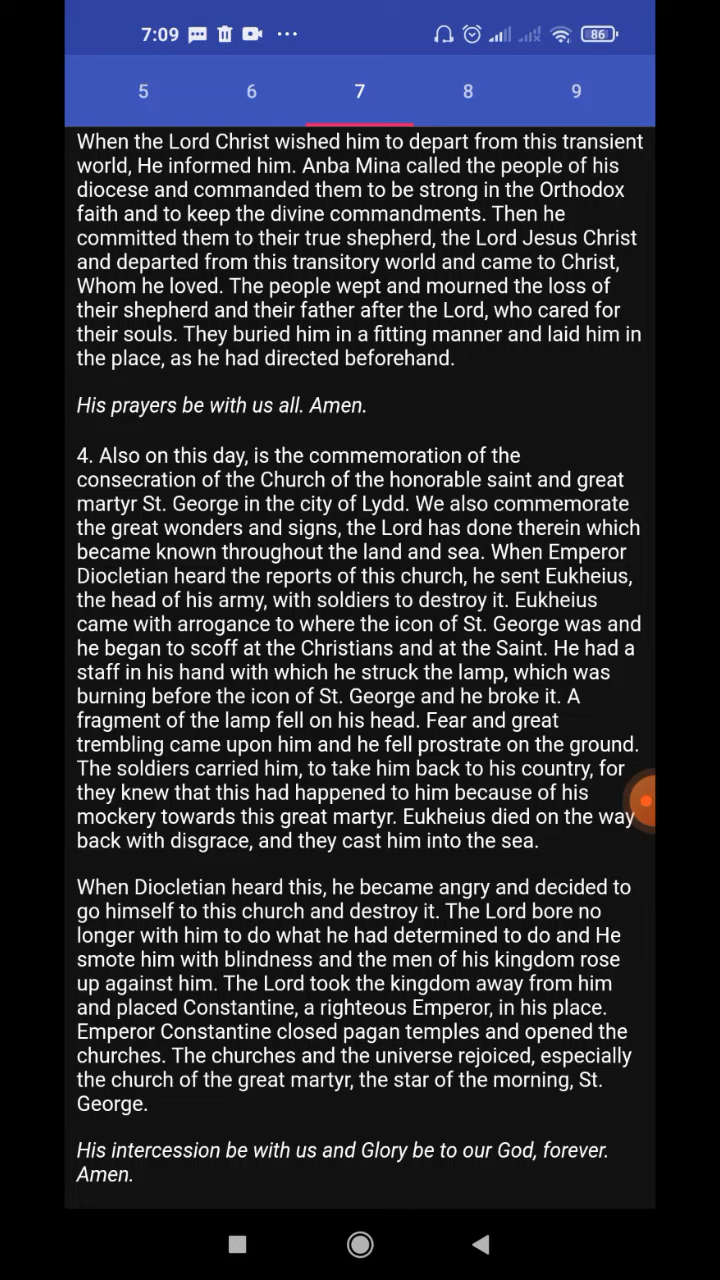 7:09
86
5 6 7 8 9
When the Lord Christ wished him to depart from this transient
world, He informed him. Anba Mina called the people of his
diocese and commanded them to be strong in the Orthodox
faith and to keep the divine commandments. Then he
committed them to their true shepherd, the Lord Jesus Christ
and departed from this transitory world and came to Christ,
Whom he loved. The people wept and mourned the loss of
their shepherd and their father after the Lord, who cared for
their souls. They buried him in a fitting manner and laid him in
the place, as he had directed beforehand.
His prayers be with us all. Amen.
4. Also on this day, is the commemoration of the
consecration of the Church of the honorable saint and great
martyr St. George in the city of Lydd. We also commemorate
the great wonders and signs, the Lord has done therein which
became known throughout the land and sea. When Emperor
Diocletian heard the reports of this church, he sent Eukheius,
the head of his army, with soldiers to destroy it. Eukheius
came with arrogance to where the icon of St. George was and
he began to scoff at the Christians and at the Saint. He had a
staff in his hand with which he struck the lamp, which was
burning before the icon of St. George and he broke it. A
fragment of the lamp fell on his head. Fear and great
trembling came upon him and he fell prostrate on the ground.
The soldiers carried him, to take him back to his country, for
they knew that this had happened to him because of his
mockery towards this great martyr. Eukheius died on the way
back with disgrace, and they cast him into the sea.
When Diocletian heard this, he became angry and decided to
go himself to this church and destroy it. The Lord bore no
longer with him to do what he had determined to do and He
smote him with blindness and the men of his kingdom rose
up against him. The Lord took the kingdom away from him
and placed Constantine, a righteous Emperor, in his place.
Emperor Constantine closed pagan temples and opened the
churches. The churches and the universe rejoiced, especially
the church of the great martyr, the star of the morning, St.
George.
His intercession be with us and Glory be to our God, forever.
Amen.